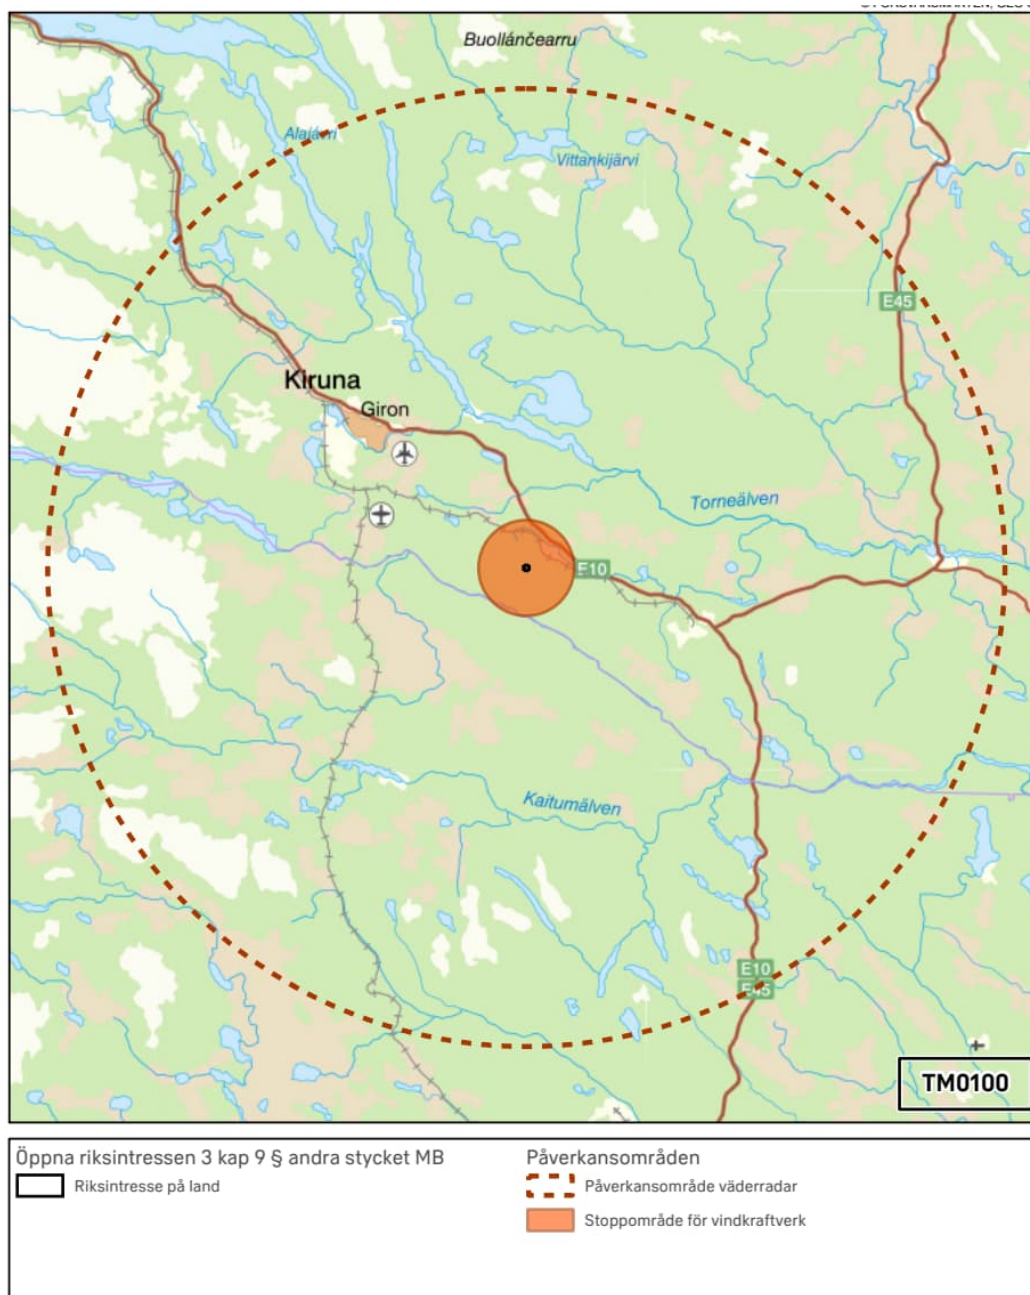 Buollánčearru
Alajärvi
Vittankijärvi
E45
Kiruna
Giron
Torneälven
E10
Kaitumälven
E10
E45
TM0100
Öppna riksintressen 3 kap 9 § andra stycket MB
Riksintresse på land
Påverkansområden
Påverkansområde väderradar
Stoppområde för vindkraftverk